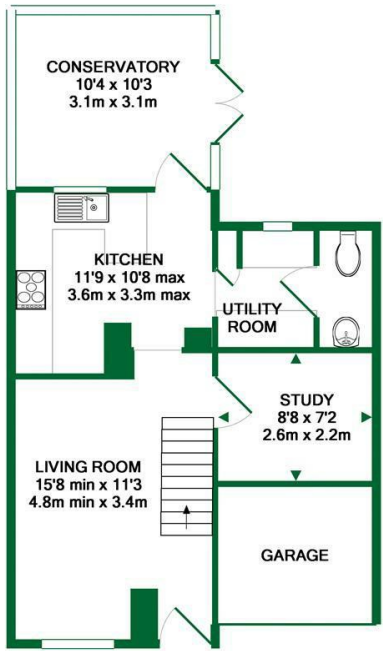 CONSERVATORY
10'4 x 10'3
3.1m x 3.1m
KITCHEN
11'9 x 10'8 max
3.6m x 3.3m max
UTILITY
ROOM
STUDY
8'8 x 7'2
2.6m x 2.2m
LIVING ROOM
15'8 min x 11'3
4.8m min x 3.4m
GARAGE